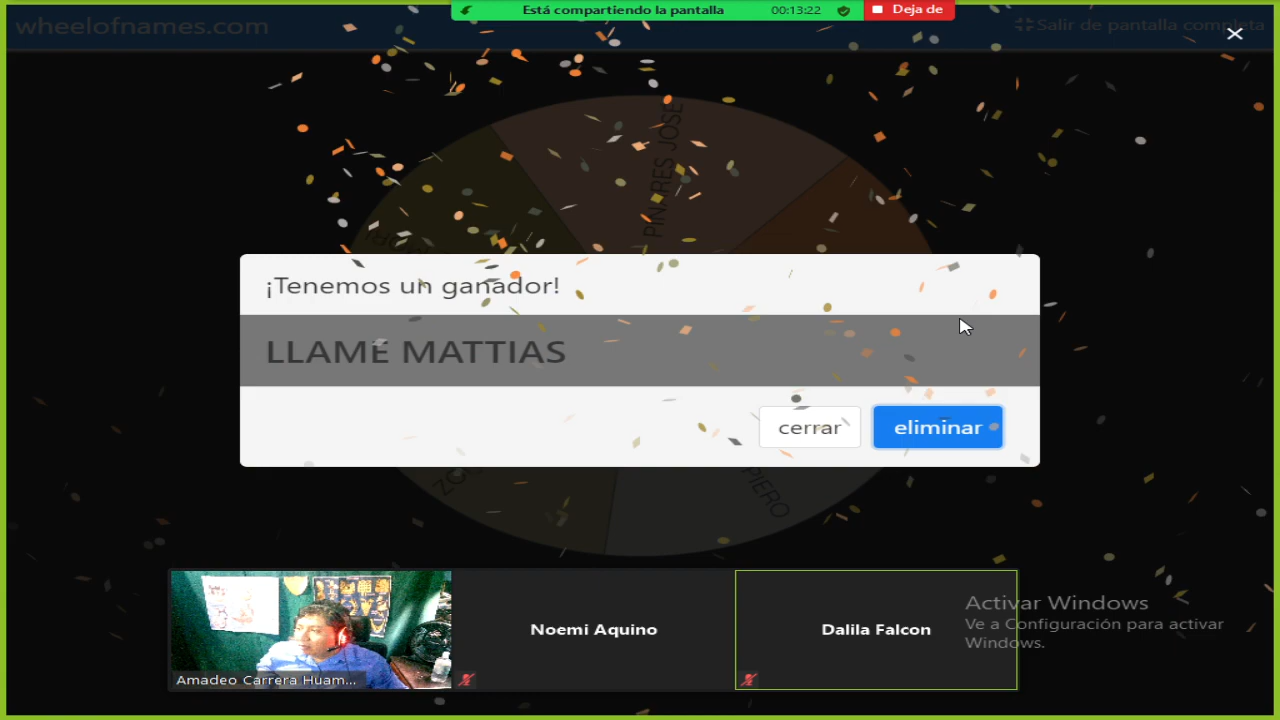 Está compartiendo la pantalla
00:13:22
Deja de
wheelofnames.com
Salir de pantalla completa
PINARES JOSE
¡Tenemos un ganador!
LLAME MATTIAS
cerrar
eliminar
PIERO
Noemi Aquino
Dalila Falcon
Amadeo Carrera Huam...
Activar Windows
Ve a Configuración para activar
Windows.